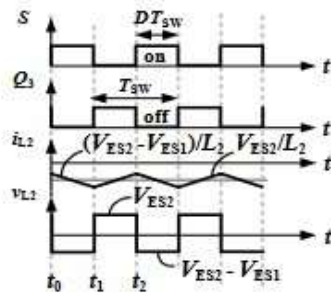 S
DT_SW
on
t
Q_3
T_SW
off
t
i_L2
(V_ES2-V_ES1)/L_2
V_ES2/L_2
t
v_L2
V_ES2
t
t_0
t_1
t_2
V_ES2-V_ES1